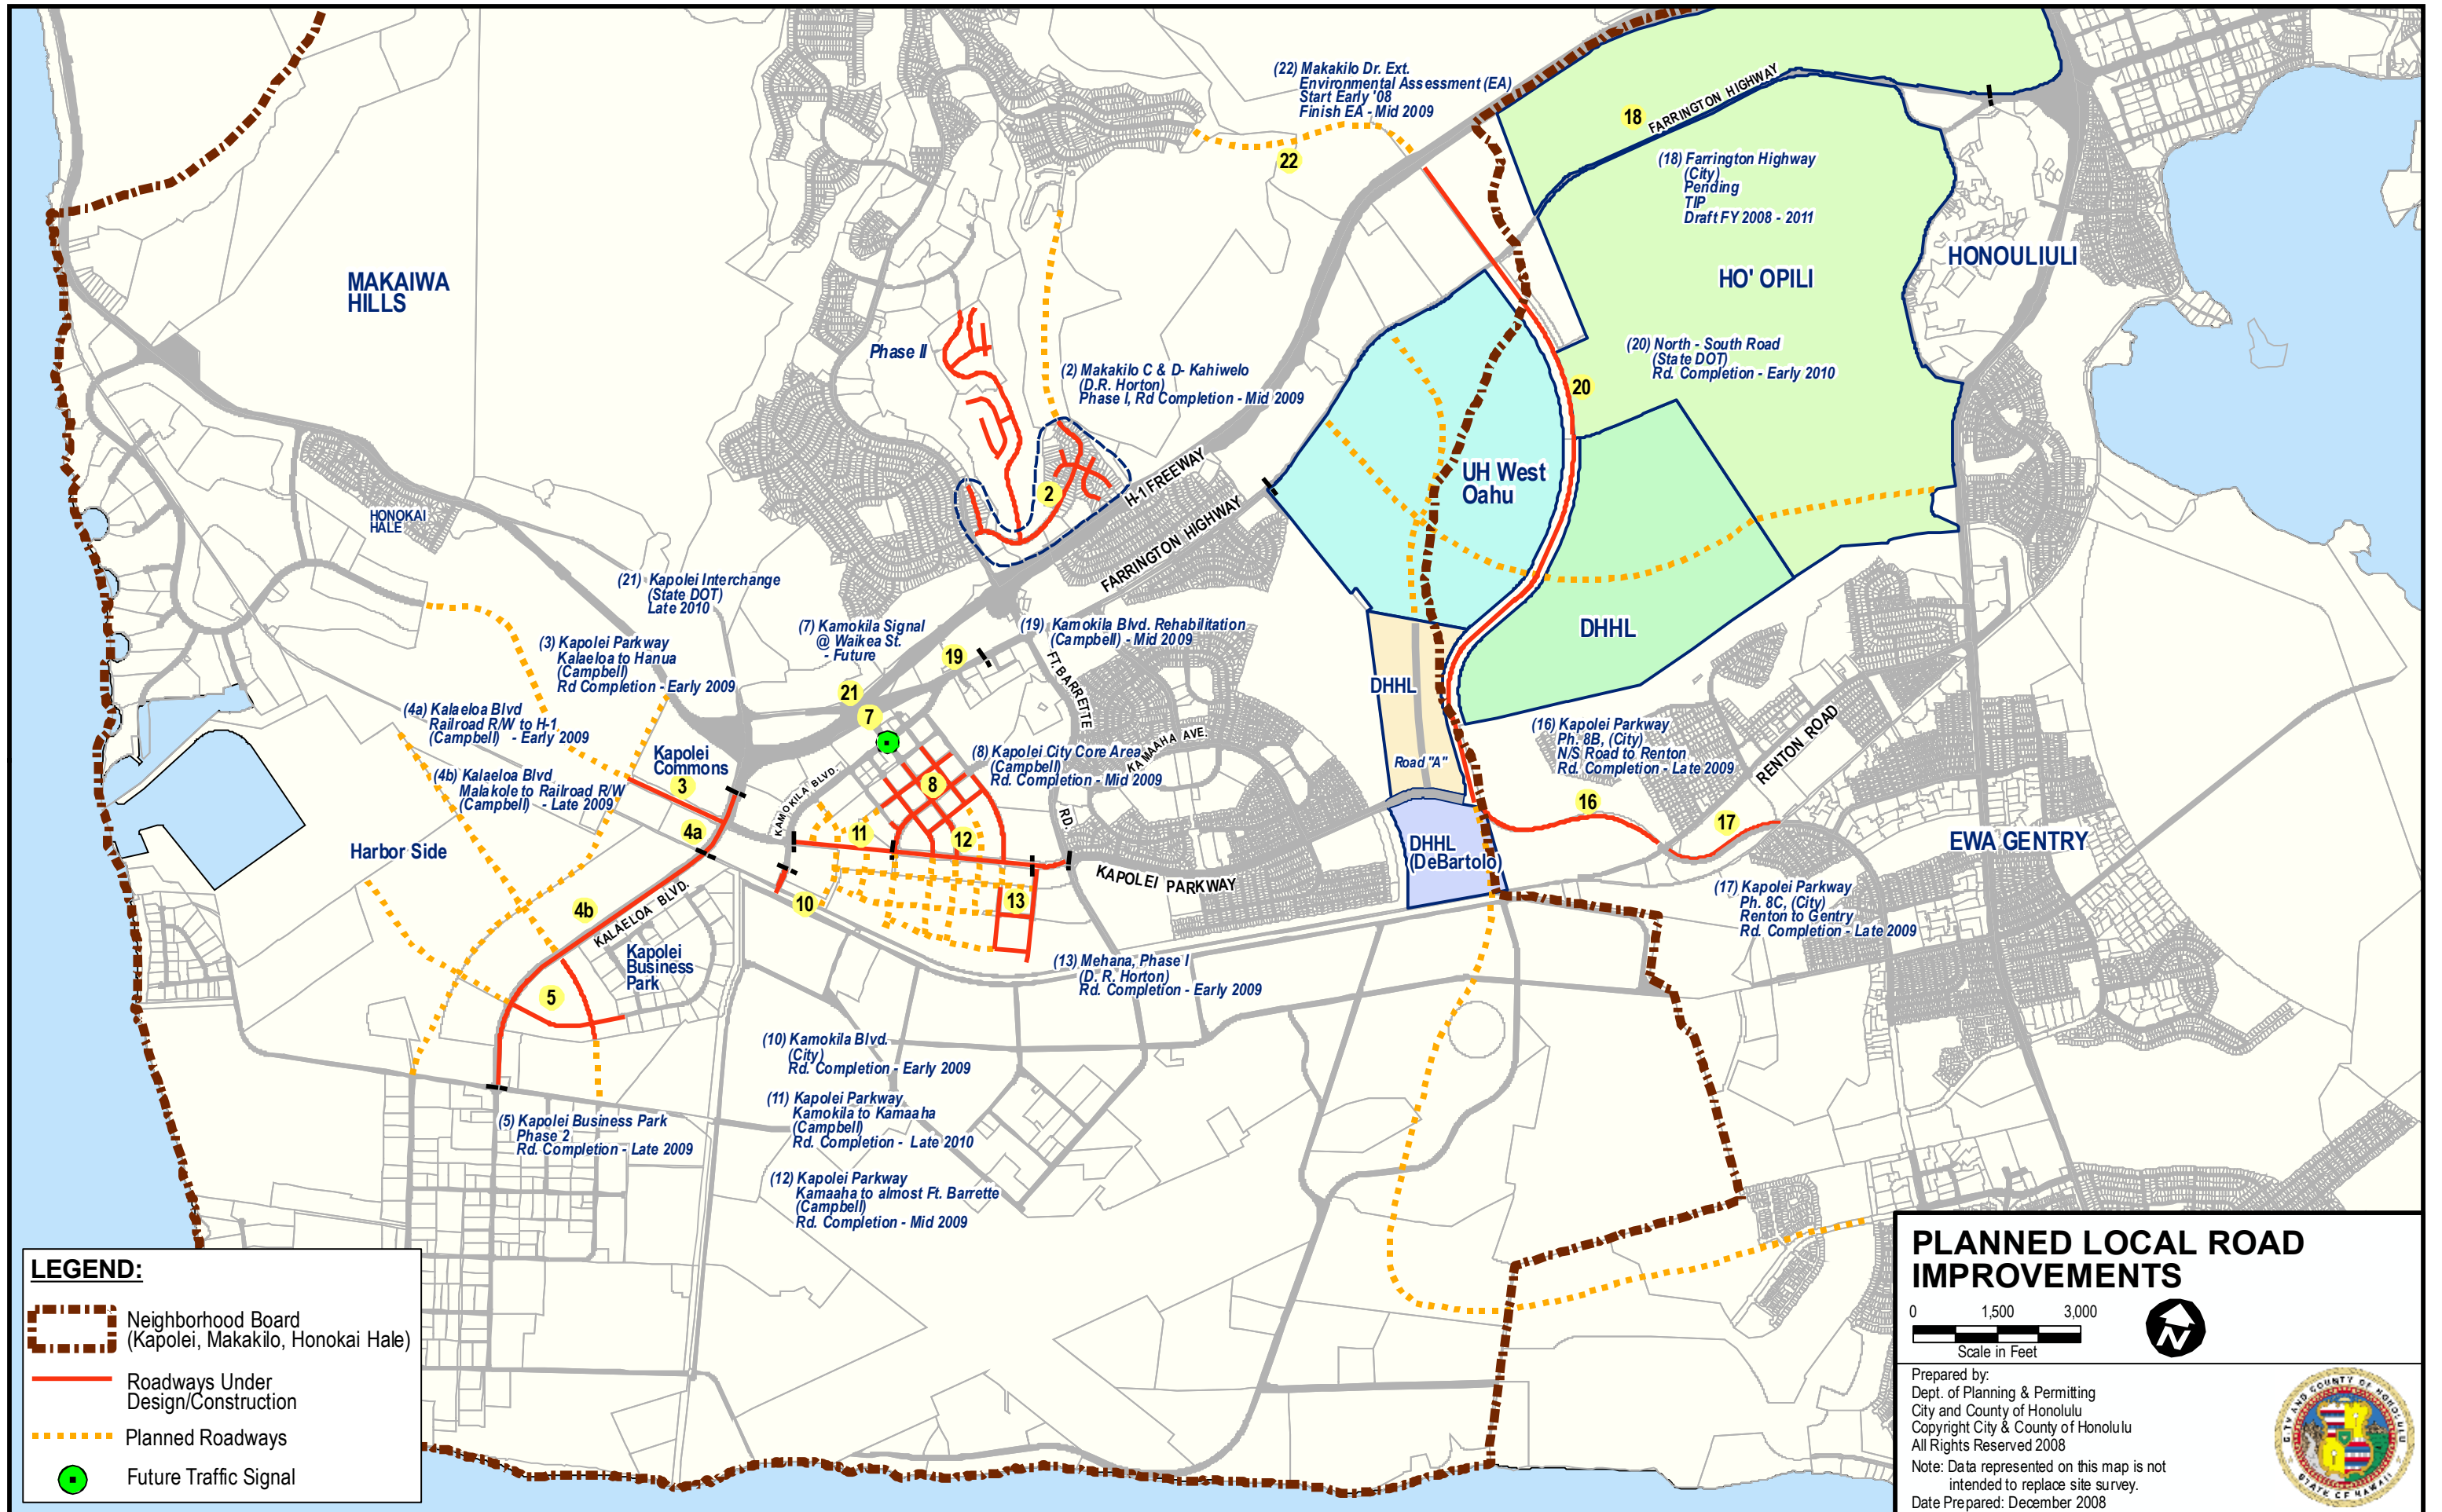 (22) Makakilo Dr. Ext.
Environmental Assessment (EA)
Start Early '08
Finish EA - Mid 2009
22
18
FARRINGTON HIGHWAY
(18) Farrington Highway
(City)
Pending
TIP
Draft FY 2008 - 2011
HONOULIULI
HO' OPILI
MAKAIWA
HILLS
Phase II
(2) Makakilo C & D- Kahiwelo
(D.R. Horton)
Phase I, Rd Completion - Mid 2009
(20) North - South Road
(State DOT)
Rd. Completion - Early 2010
20
2
H-1 FREEWAY
FARRINGTON HIGHWAY
UH West
Oahu
HONOKAI
HALE
(21) Kapolei Interchange
(State DOT)
Late 2010
(7) Kamokila Signal
@ Waikea St.
- Future
(19) Kamokila Blvd. Rehabilitation
(Campbell) - Mid 2009
19
DHHL
(3) Kapolei Parkway
Kalaeloa to Hanua
(Campbell)
Rd Completion - Early 2009
FT. BARRETTE
RD.
21
7
DHHL
(4a) Kalaeloa Blvd
Railroad R/W to H-1
(Campbell) - Early 2009
(4b) Kalaeloa Blvd
Malakole to Railroad R/W
(Campbell) - Late 2009
Kapolei
Commons
3
(8) Kapolei City Core Area
(Campbell)
Rd. Completion - Mid 2009
KAMAAHA AVE.
8
Road "A"
(16) Kapolei Parkway
Ph. 8B, (City)
N/S Road to Renton
Rd. Completion - Late 2009
RENTON ROAD
KAMOKILA BLVD.
4a
11
12
16
17
Harbor Side
DHHL
(DeBartolo)
EWA GENTRY
KAPOLEI PARKWAY
10
13
4b
KALAELOA BLVD.
(17) Kapolei Parkway
Ph. 8C, (City)
Renton to Gentry
Rd. Completion - Late 2009
Kapolei
Business
Park
(13) Mehana, Phase I
(D. R. Horton)
Rd. Completion - Early 2009
5
(10) Kamokila Blvd.
(City)
Rd. Completion - Early 2009
(11) Kapolei Parkway
Kamokila to Kamaaha
(Campbell)
Rd. Completion - Late 2010
(5) Kapolei Business Park
Phase 2
Rd. Completion - Late 2009
(12) Kapolei Parkway
Kamaaha to almost Ft. Barrette
(Campbell)
Rd. Completion - Mid 2009
LEGEND:
Neighborhood Board
(Kapolei, Makakilo, Honokai Hale)
Roadways Under
Design/Construction
Planned Roadways
Future Traffic Signal
PLANNED LOCAL ROAD
IMPROVEMENTS
0 1,500 3,000
Scale in Feet
N
Prepared by:
Dept. of Planning & Permitting
City and County of Honolulu
Copyright City & County of Honolulu
All Rights Reserved 2008
Note: Data represented on this map is not
intended to replace site survey.
Date Prepared: December 2008
CITY AND COUNTY OF HONOLULU
STATE OF HAWAII